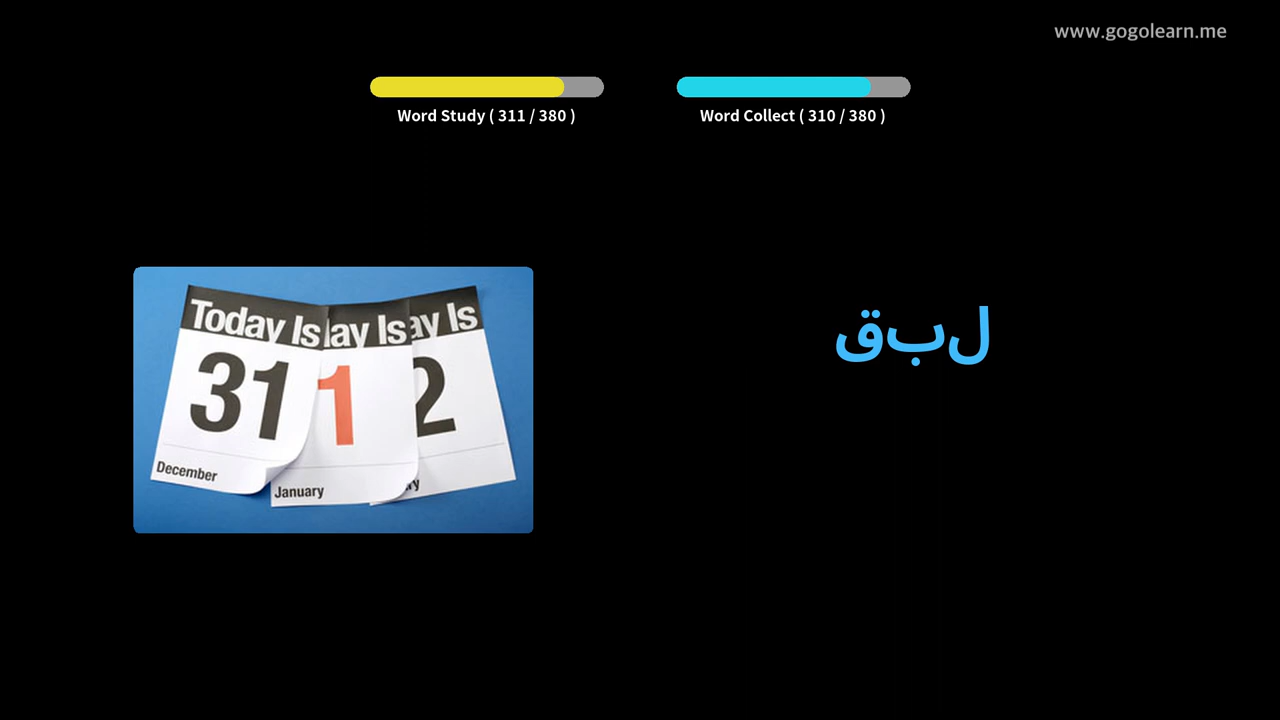 www.gogolearn.me
Word Study ( 311 / 380 )
Word Collect ( 310 / 380 )
Today Is
31
December
ay Is
1
January
ay Is
2
ry
ل‌ب‌ق